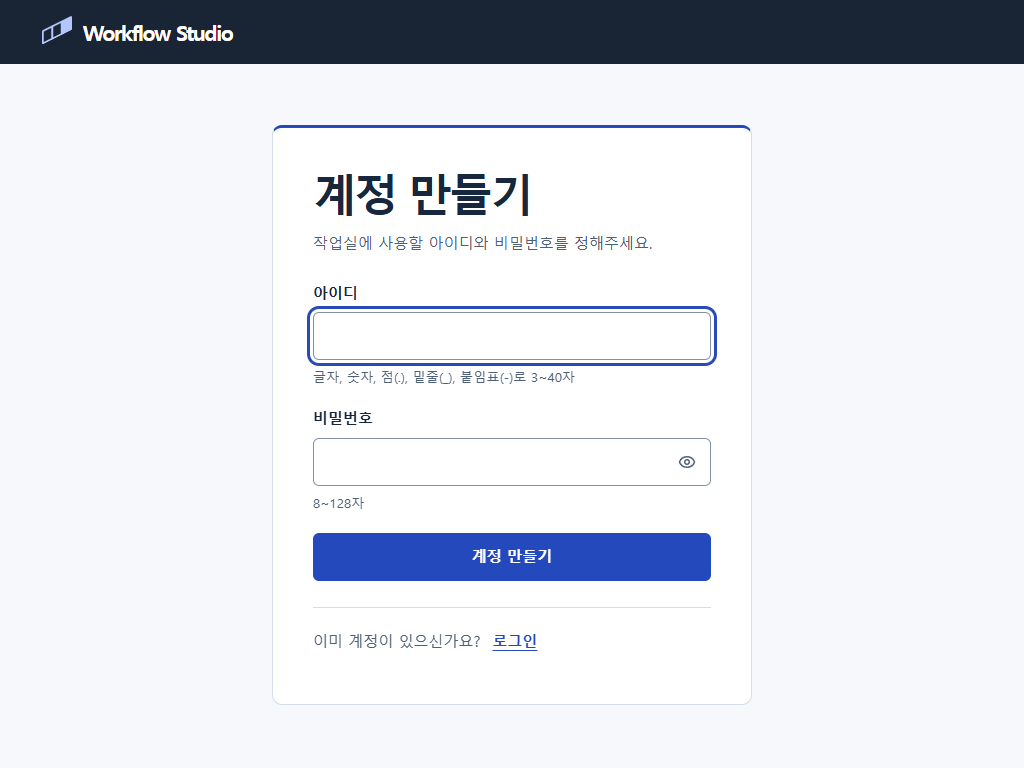 Workflow Studio
계정 만들기
작업실에 사용할 아이디와 비밀번호를 정해주세요.
아이디
글자, 숫자, 점(.), 밑줄(_), 붙임표(-)로 3~40자
비밀번호
8~128자
계정 만들기
이미 계정이 있으신가요? 로그인